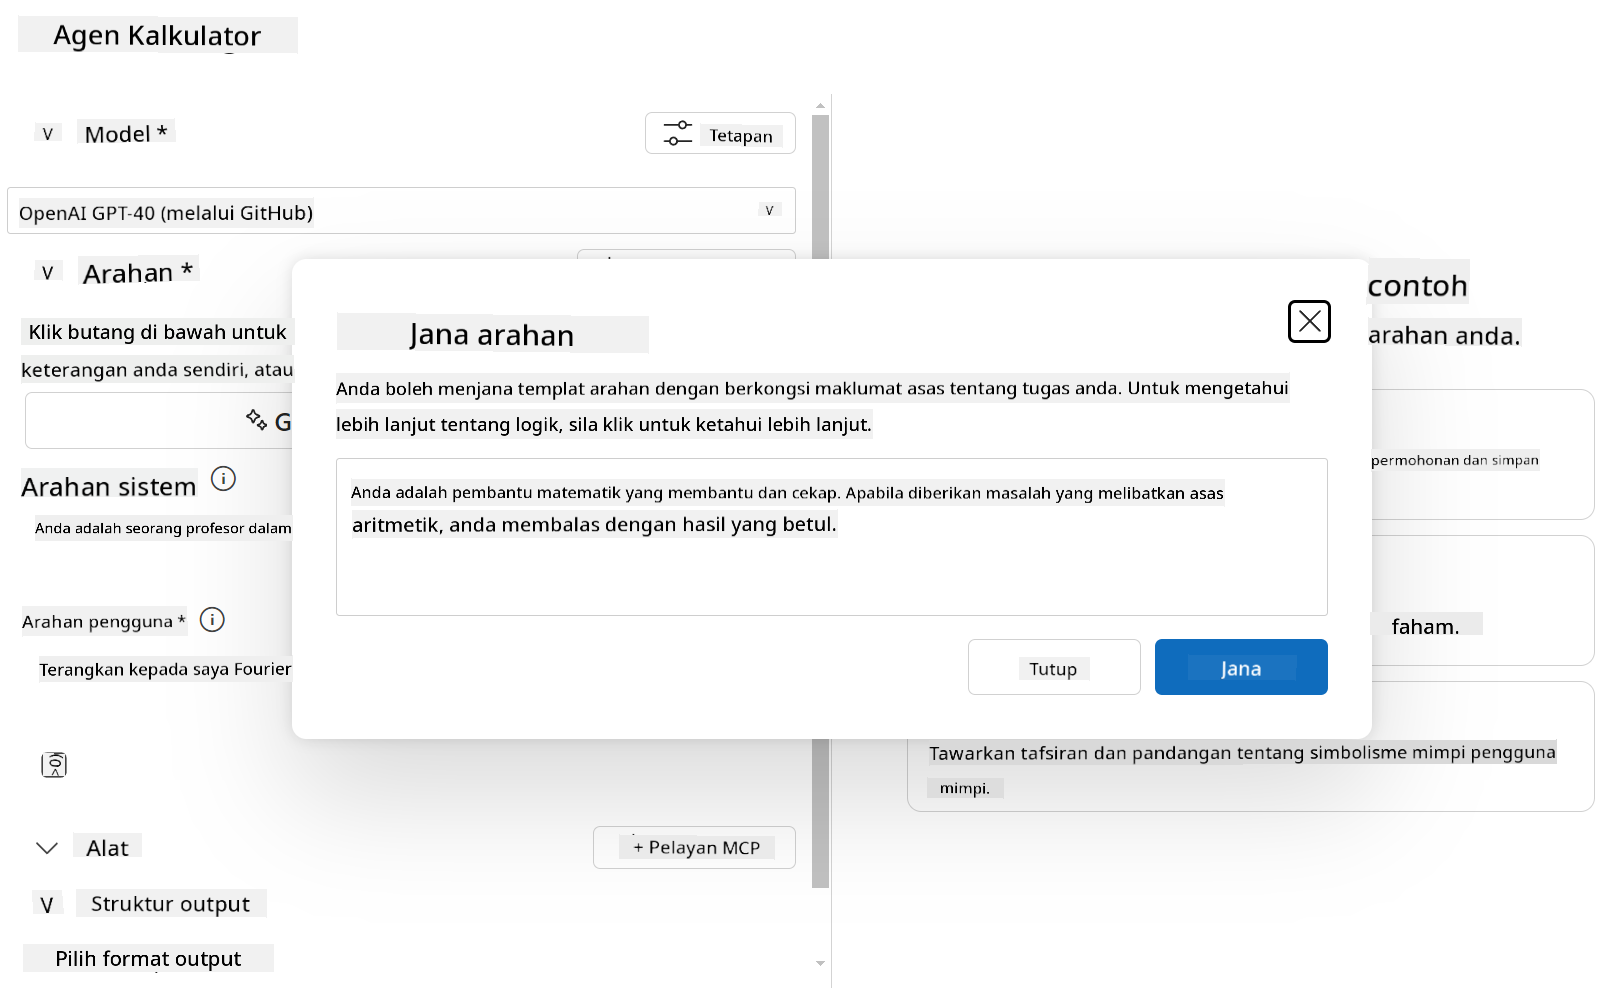 Agen Kalkulator
V Model *
Tetapan
OpenAI GPT-40 (melalui GitHub) V
V Arahan *
Klik butang di bawah untuk
keterangan anda sendiri, atau
G
Arahan sistem
Anda adalah seorang profesor dalam
Arahan pengguna *
Terangkan kepada saya Fourier
Alat
+ Pelayan MCP
V Struktur output
Pilih format output
Jana arahan
Anda boleh menjana templat arahan dengan berkongsi maklumat asas tentang tugas anda. Untuk mengetahui
lebih lanjut tentang logik, sila klik untuk ketahui lebih lanjut.
Anda adalah pembantu matematik yang membantu dan cekap. Apabila diberikan masalah yang melibatkan asas
aritmetik, anda membalas dengan hasil yang betul.
Tutup
Jana
contoh
arahan anda.
permohonan dan simpan
faham.
Tawarkan tafsiran dan pandangan tentang simbolisme mimpi pengguna
mimpi.